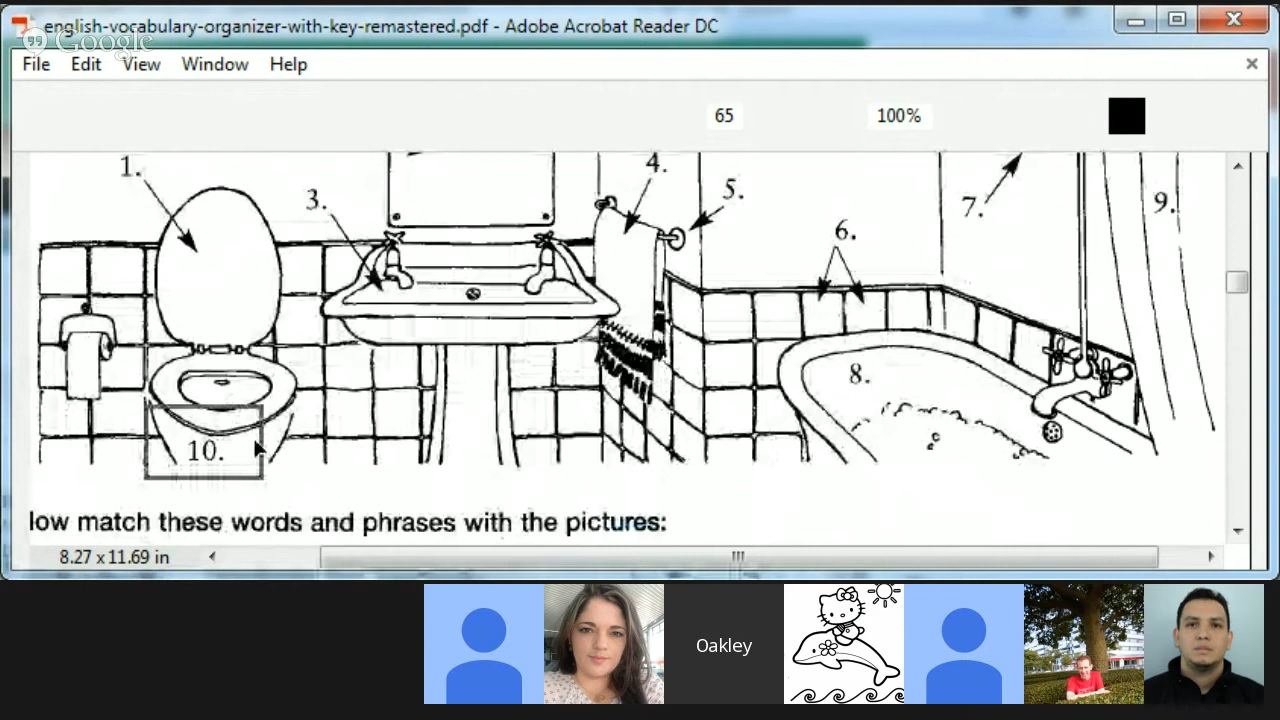 english-vocabulary-organizer-with-key-remastered.pdf - Adobe Acrobat Reader DC
Google
File Edit View Window Help
65 100%
1.
3.
4.
5.
6.
7.
9.
8.
10.
low match these words and phrases with the pictures:
8.27 x 11.69 in
Oakley